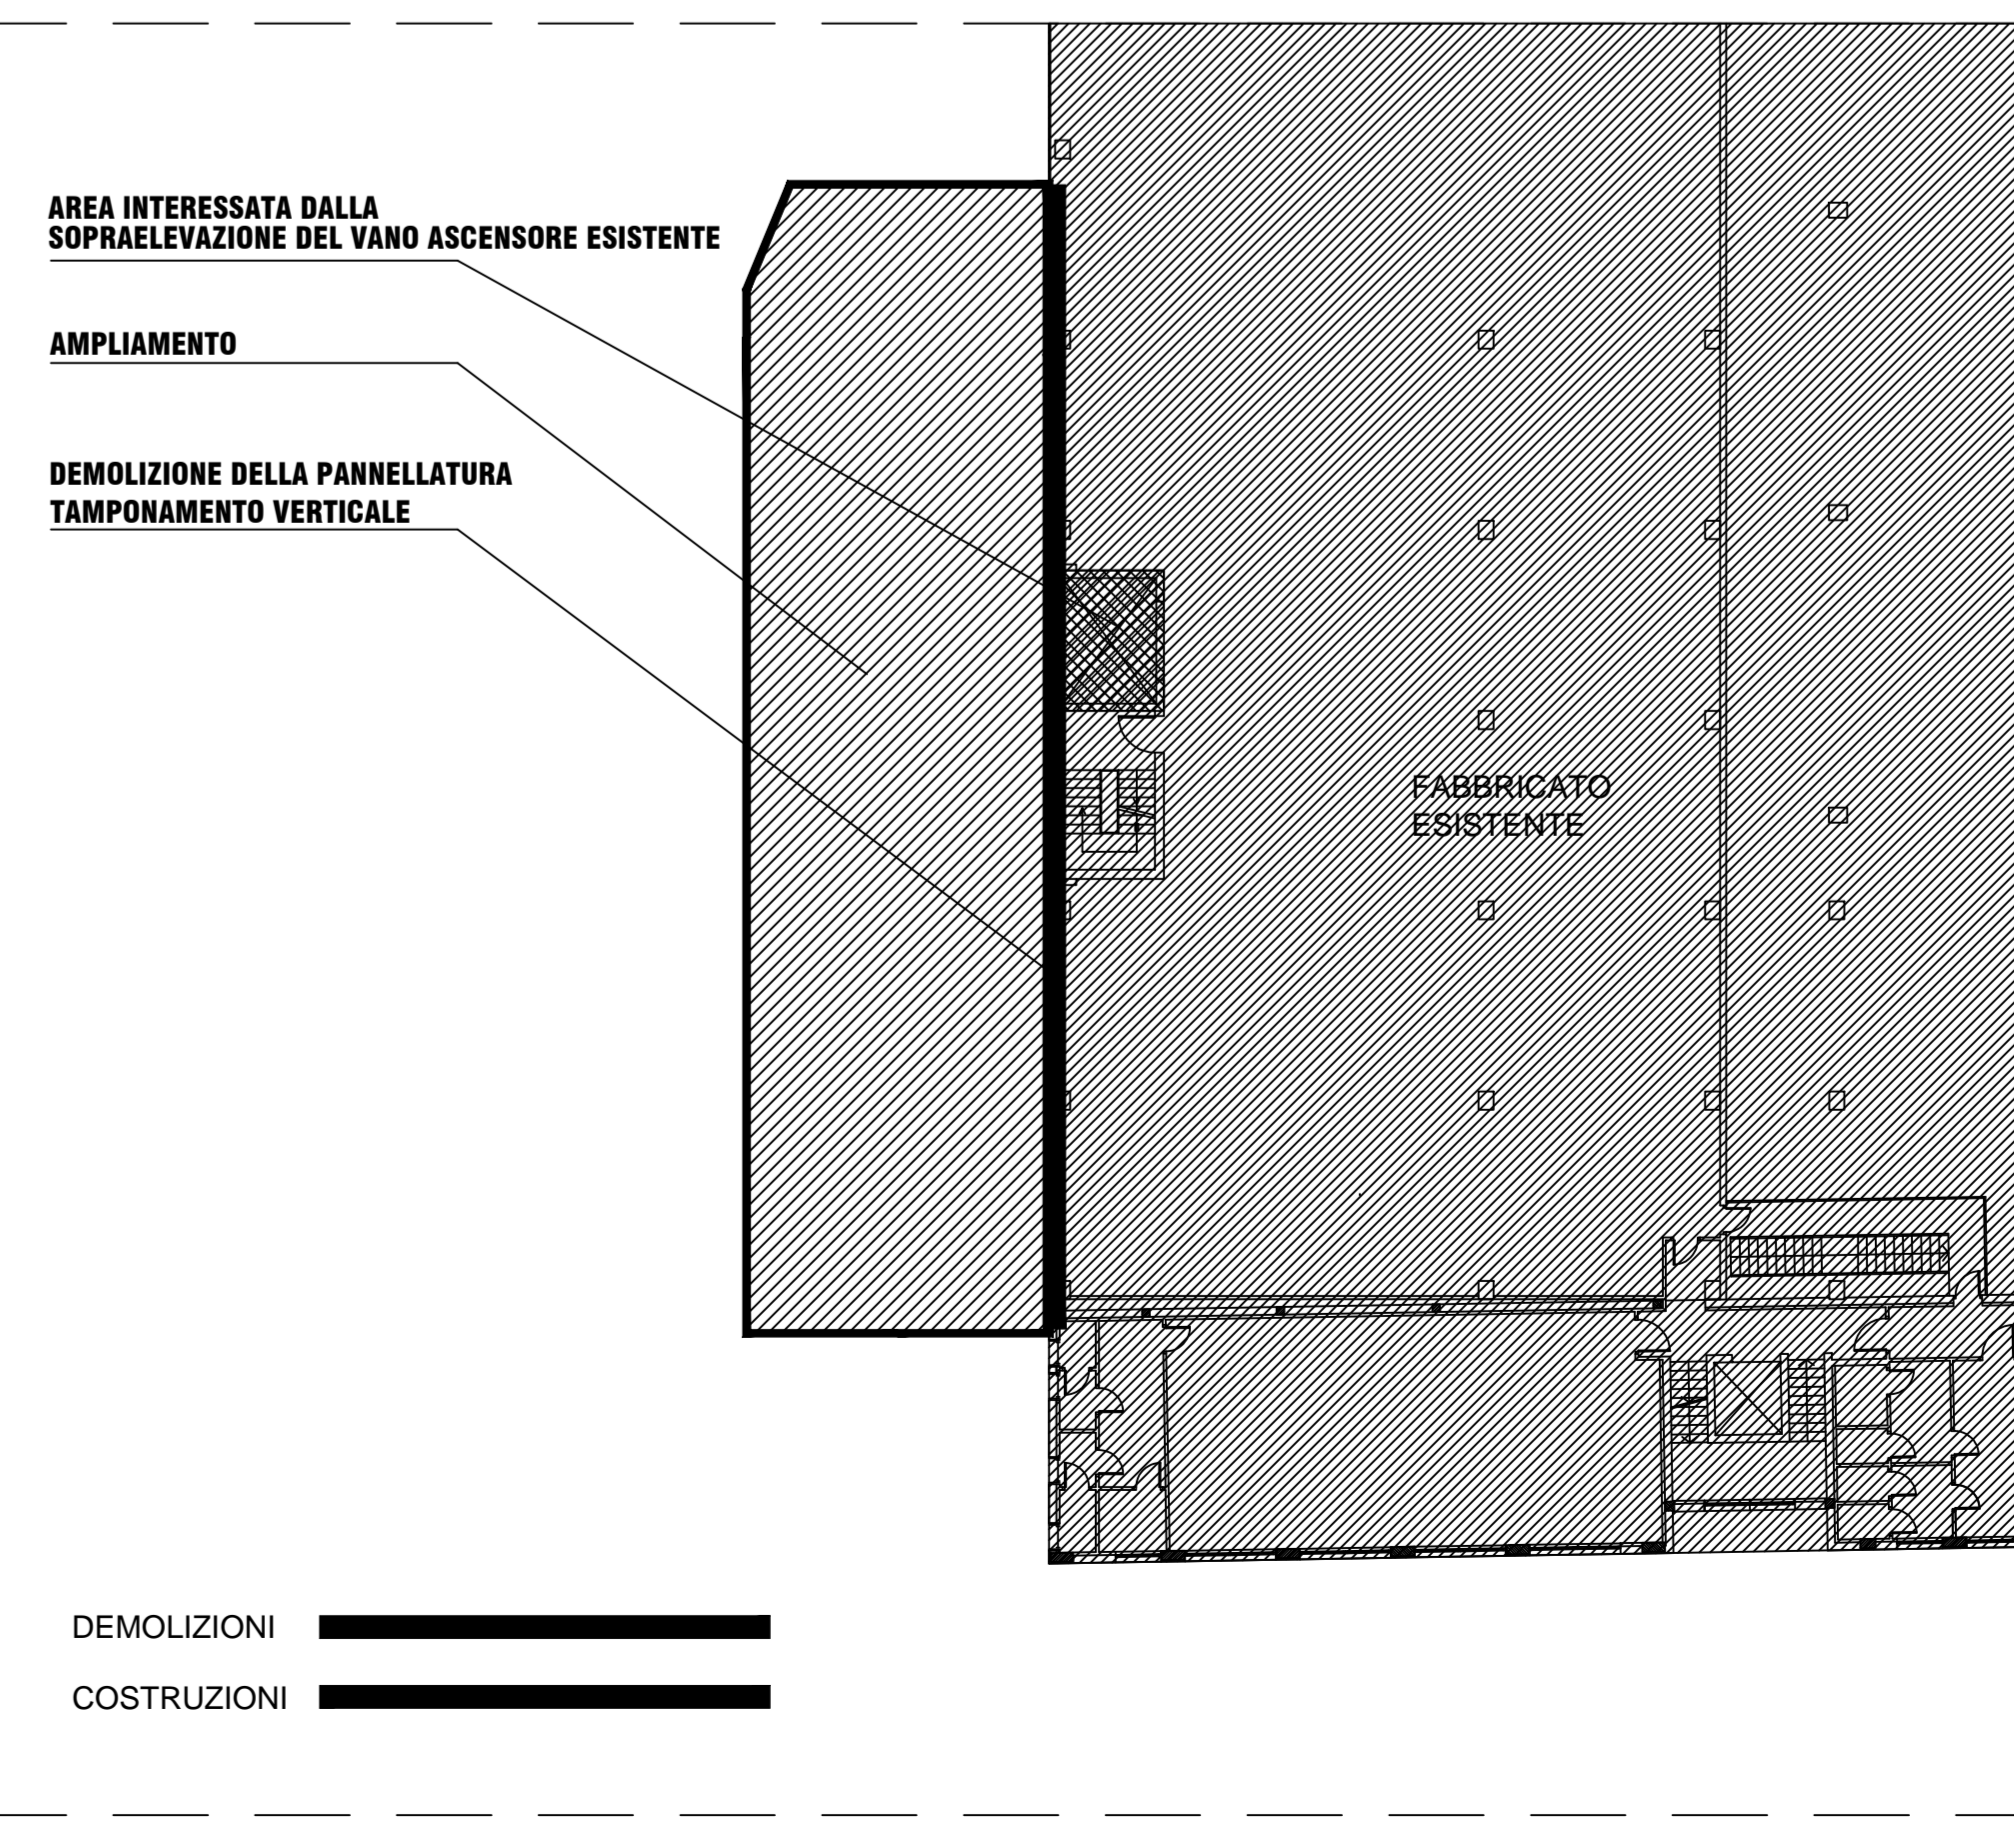 AREA INTERESSATA DALLA
SOPRAELEVAZIONE DEL VANO ASCENSORE ESISTENTE
AMPLIAMENTO
DEMOLIZIONE DELLA PANNELLATURA
TAMPONAMENTO VERTICALE
FABBRICATO
ESISTENTE
DEMOLIZIONI
COSTRUZIONI